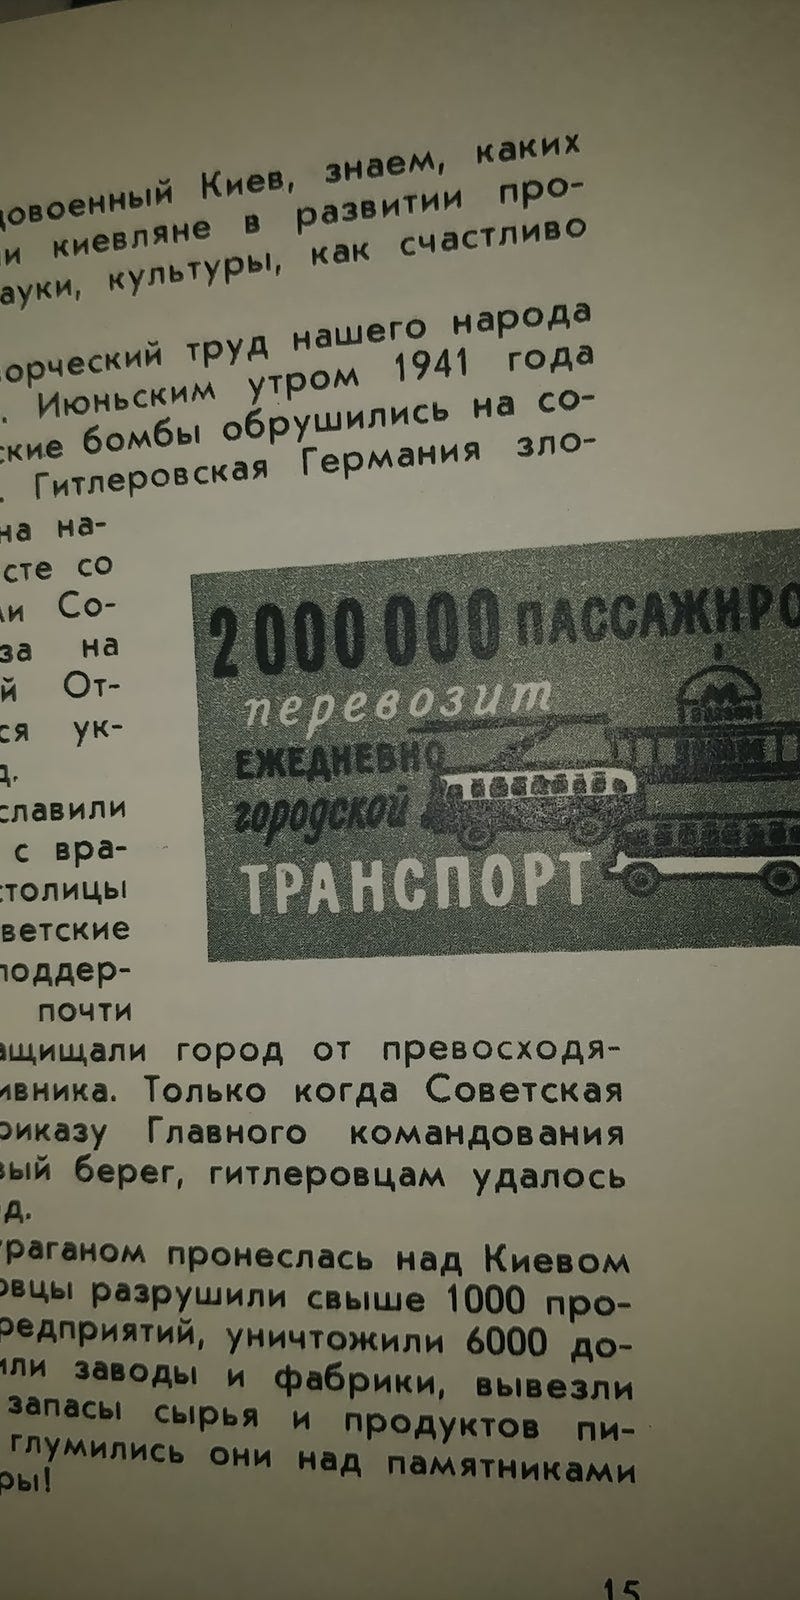 довоенный Киев, знаем, каких
ли киевляне в развитии про-
ауки, культуры, как счастливо
ворческий труд нашего народа
. Июньским утром 1941 года
ские бомбы обрушились на со-
. Гитлеровская Германия зло-
на на-
сте со
ми Со-
за на
й От-
ся ук-
д.
славили
с вра-
столицы
ветские
поддер-
почти
ащищали город от превосходя-
ивника. Только когда Советская
риказу Главного командования
вый берег, гитлеровцам удалось
д.
ураганом пронеслась над Киевом
овцы разрушили свыше 1000 про-
редприятий, уничтожили 6000 до-
или заводы и фабрики, вывезли
запасы сырья и продуктов пи-
глумились они над памятниками
ры!
2 000 000 ПАССАЖИРО
перевозит
ЕЖЕДНЕВНО
городской
ТРАНСПОРТ
М
15